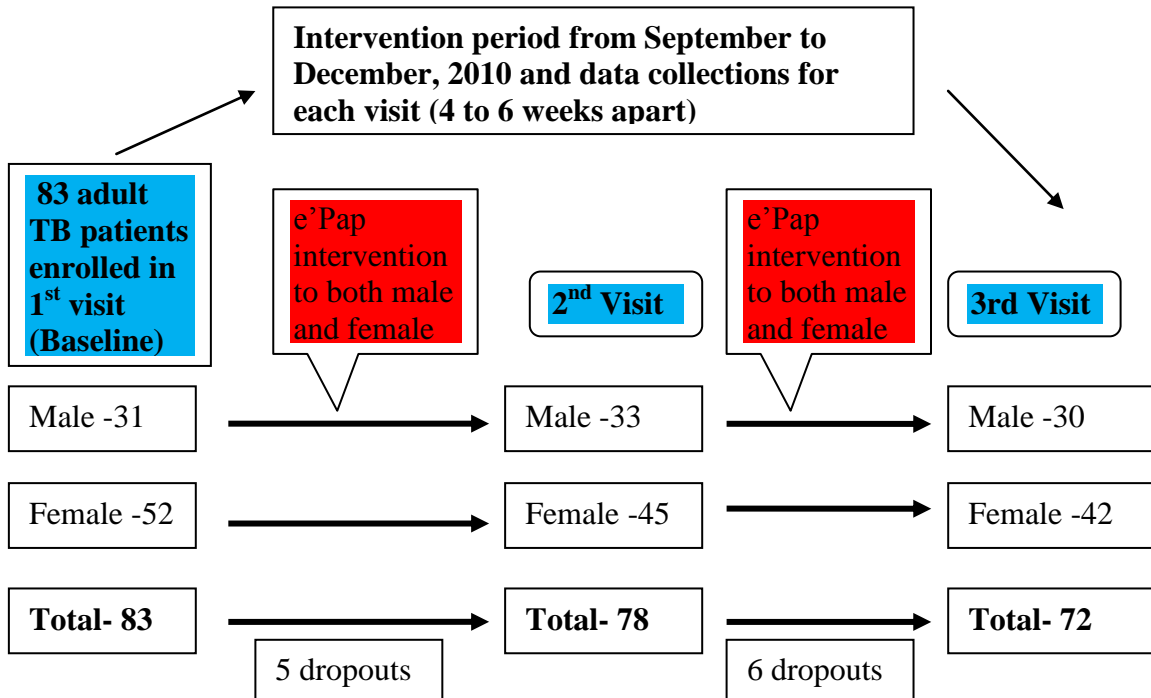 Intervention period from September to
December, 2010 and data collections for
each visit (4 to 6 weeks apart)
83 adult
TB patients
enrolled in
1st visit
(Baseline)
e’Pap
intervention
to both male
and female
2nd Visit
e’Pap
intervention
to both male
and female
3rd Visit
Male -31
Male -33
Male -30
Female -52
Female -45
Female -42
Total- 83
Total- 78
Total- 72
5 dropouts
6 dropouts